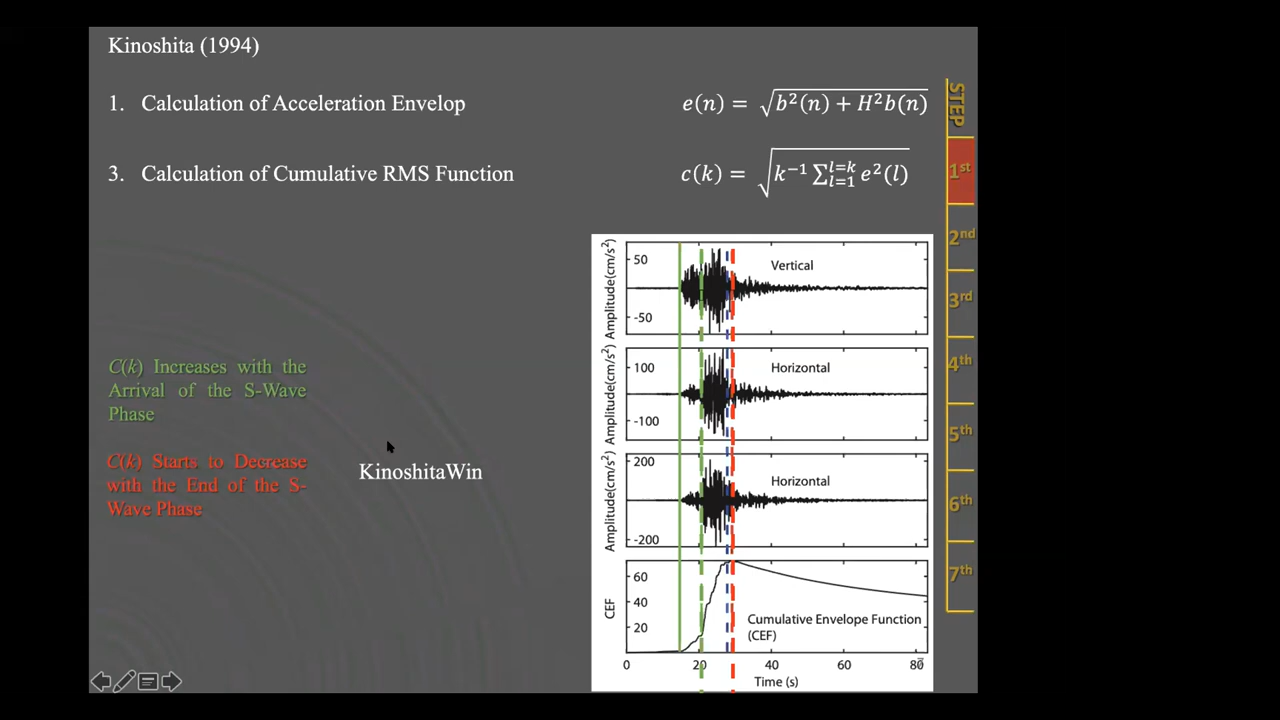 Kinoshita (1994)
1. Calculation of Acceleration Envelop
e(n) = √(b²(n) + H²b(n))
3. Calculation of Cumulative RMS Function
c(k) = √(k⁻¹ ∑ˡ⁼ᵏₗ₌₁ e²(l))
STEP
1st
2nd
3rd
4th
5th
6th
7th
C(k) Increases with the
Arrival of the S-Wave
Phase
C(k) Starts to Decrease
with the End of the S-
Wave Phase
KinoshitaWin
Amplitude(cm/s²)
50
-50
Vertical
Amplitude(cm/s²)
100
-100
Horizontal
Amplitude(cm/s²)
200
-200
Horizontal
CEF
60
40
20
Cumulative Envelope Function
(CEF)
0 20 40 60 80
Time (s)